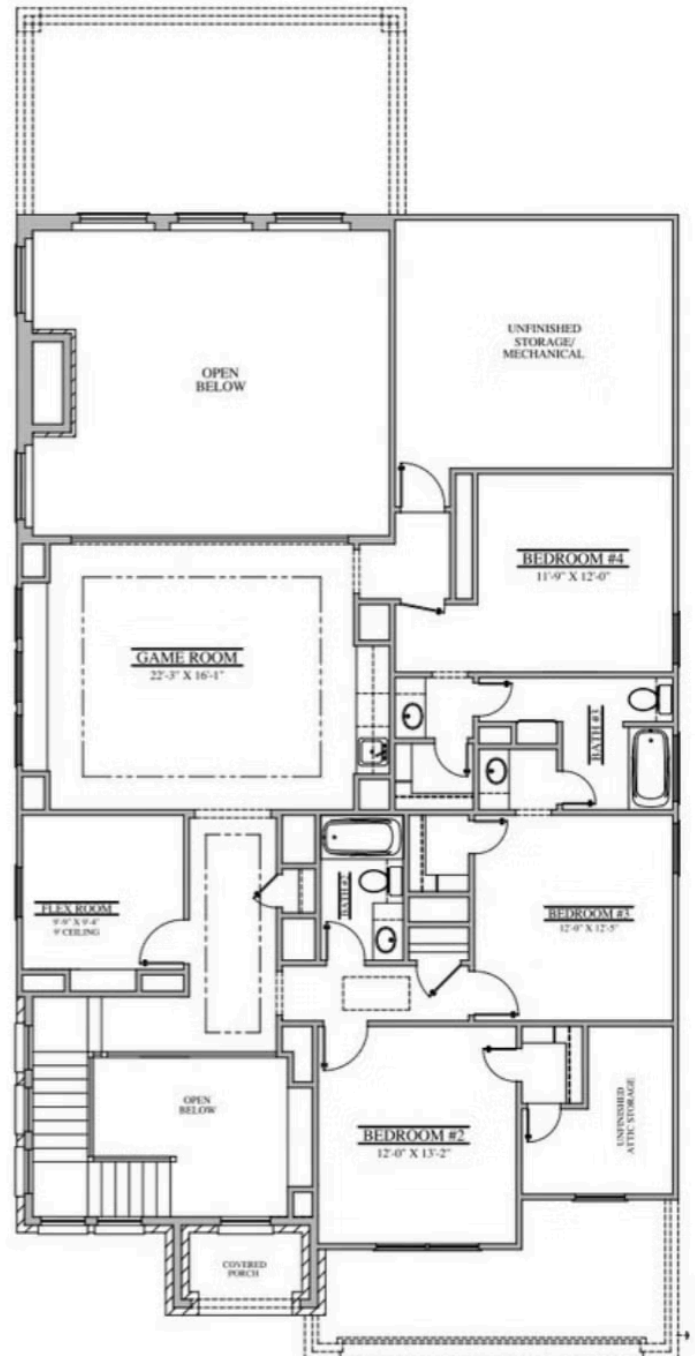 UNFINISHED
STORAGE/
MECHANICAL
OPEN
BELOW
BEDROOM #4
11'-9" X 12'-0"
GAME ROOM
22'-3" X 16'-1"
BATH #3
FLEX ROOM
9'-9" X 9'-4"
9' CEILING
BATH #2
BEDROOM #3
12'-0" X 12'-5"
OPEN
BELOW
BEDROOM #2
12'-0" X 13'-2"
UNFINISHED
ATTIC STORAGE
COVERED
PORCH